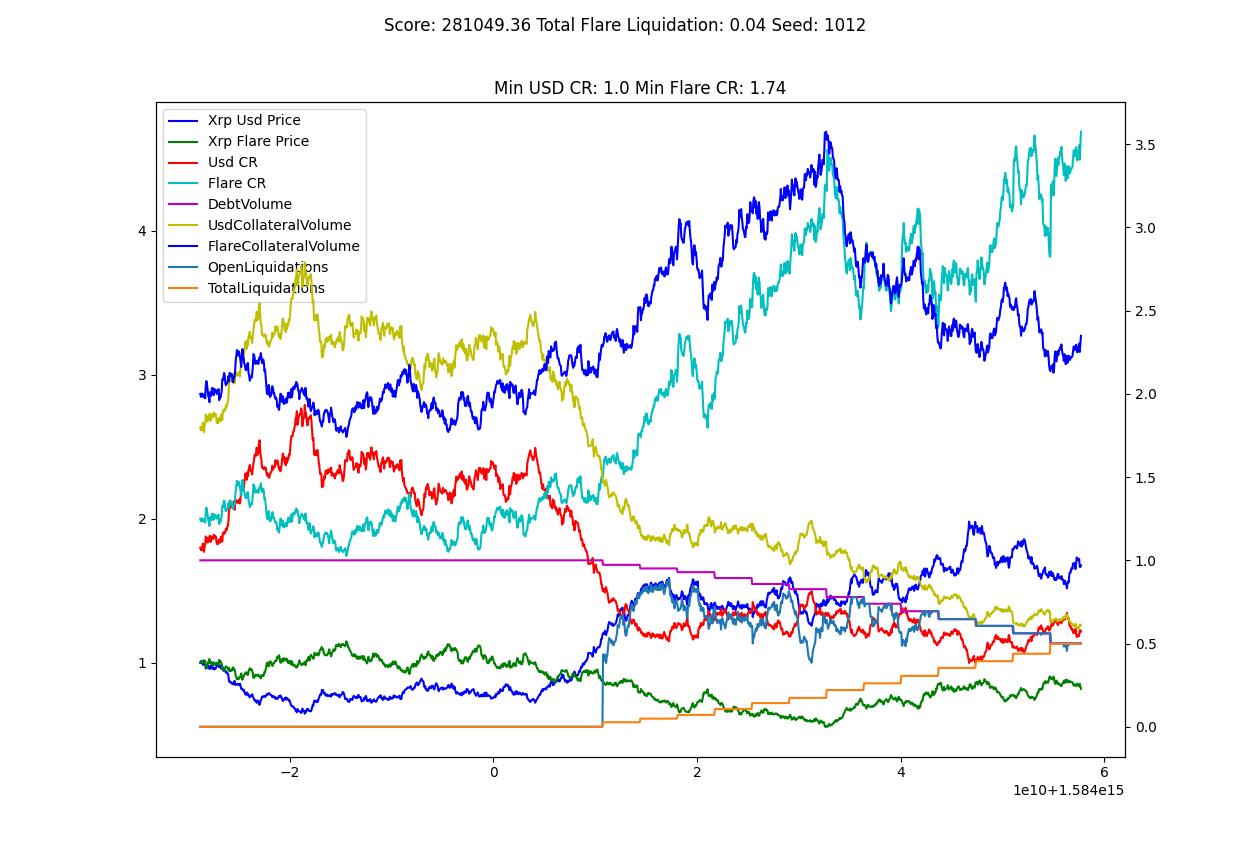 Score: 281049.36 Total Flare Liquidation: 0.04 Seed: 1012
Min USD CR: 1.0 Min Flare CR: 1.74
Xrp Usd Price
Xrp Flare Price
Usd CR
Flare CR
DebtVolume
UsdCollateralVolume
FlareCollateralVolume
OpenLiquidations
TotalLiquidations
4
3
2
1
3.5
3.0
2.5
2.0
1.5
1.0
0.5
0.0
−2
0
2
4
6
1e10+1.584e15